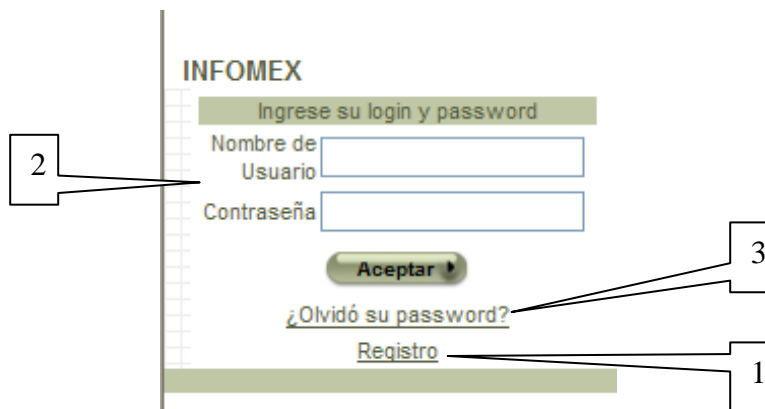 INFOMEX
Ingrese su login y password
Nombre de
Usuario
2
Contraseña
3
Aceptar
¿Olvidó su password?
Registro
1